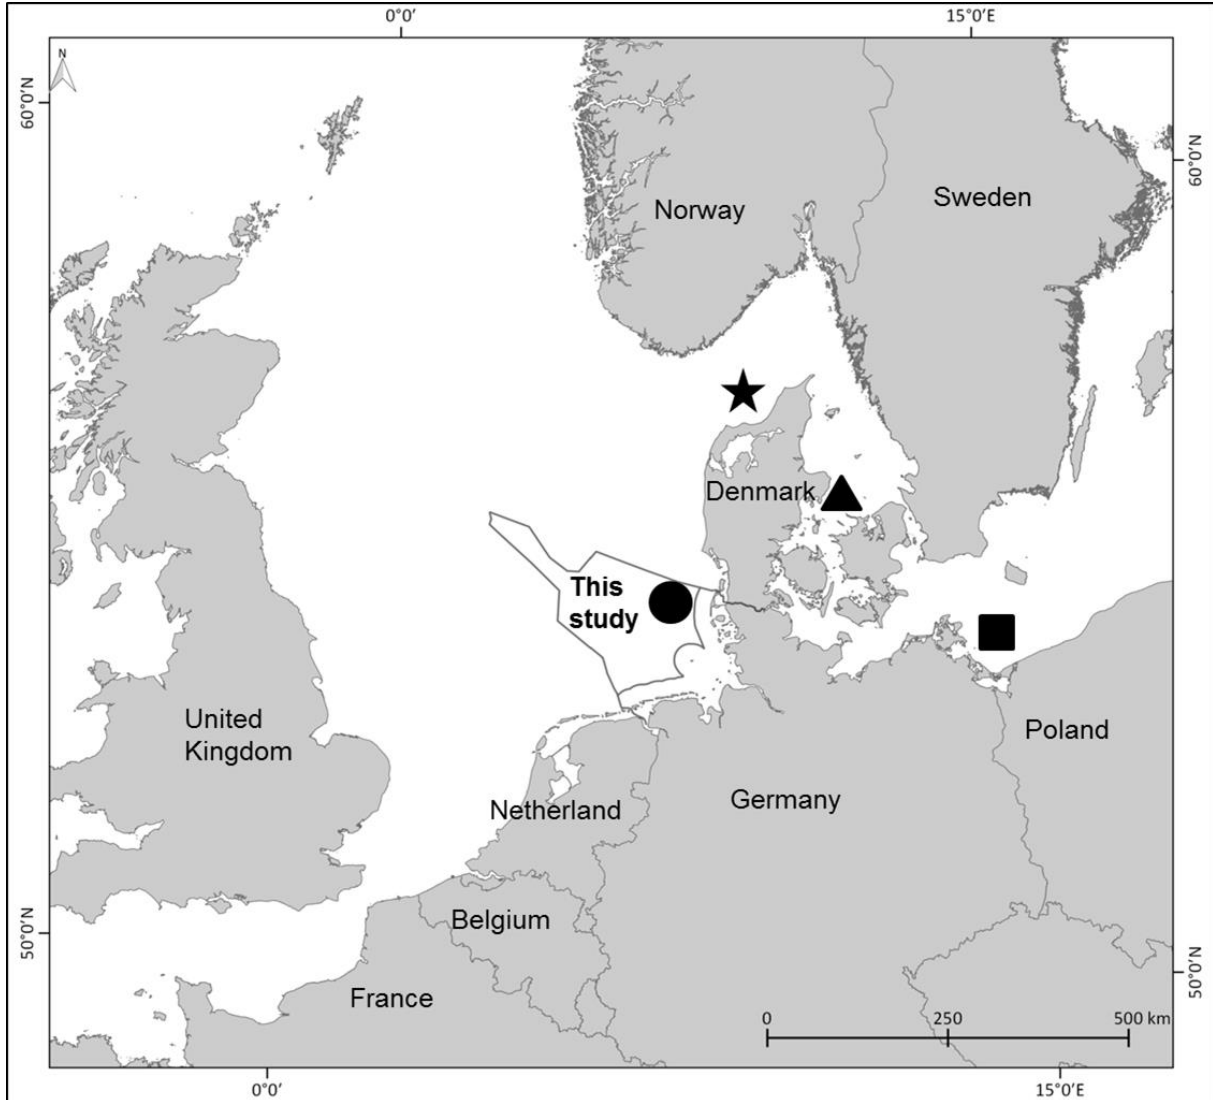 0°0′
15°0′E
N
60°0′N
60°0′N
Norway
Sweden
Denmark
This
study
United
Kingdom
Poland
Netherland
Germany
50°0′N
Belgium
50°0′N
France
0 250 500 km
0°0′
15°0′E